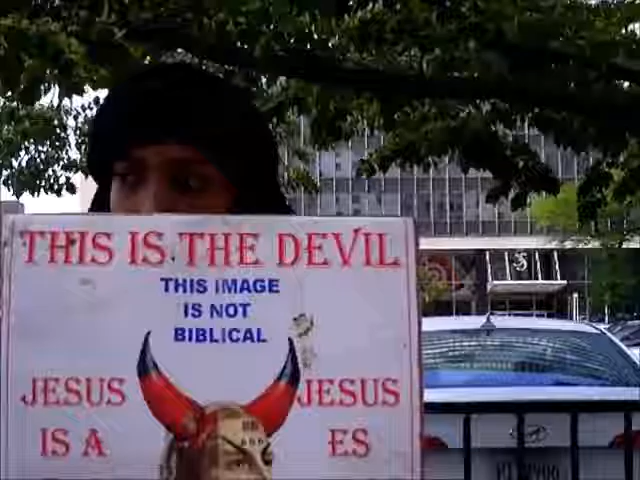 THIS IS THE DEVIL
THIS IMAGE
IS NOT
BIBLICAL
JESUS JESUS
IS A ES